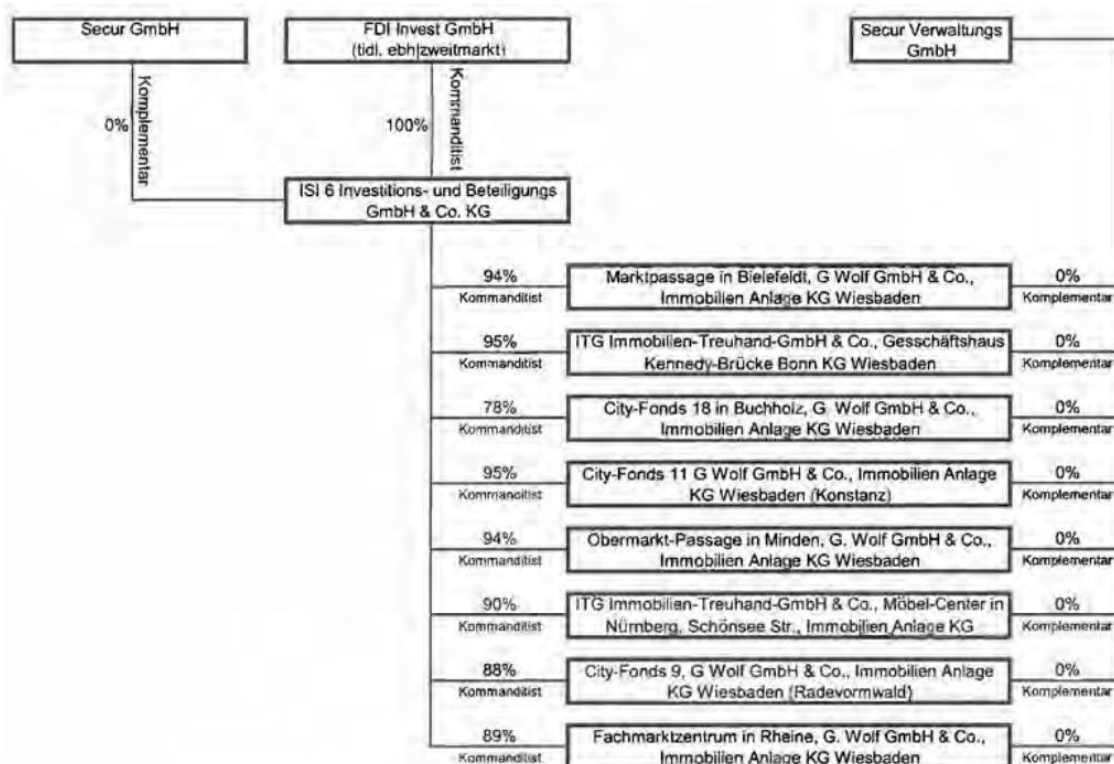 Secur GmbH
FDI Invest GmbH
(tidl. ebh|zweitmarkt)
Secur Verwaltungs
GmbH
0%
Komplementar
100%
Kommanditist
ISI 6 Investitions- und Beteiligungs
GmbH & Co. KG
94%
Kommanditist
Marktpassage in Bielefeldt, G Wolf GmbH & Co.,
Immobilien Anlage KG Wiesbaden
0%
Komplementar
95%
Kommanditist
ITG Immobilien-Treuhand-GmbH & Co., Gesschäftshaus
Kennedy-Brücke Bonn KG Wiesbaden
0%
Komplementar
78%
Kommanditist
City-Fonds 18 in Buchholz, G. Wolf GmbH & Co.,
Immobilien Anlage KG Wiesbaden
0%
Komplementar
95%
Kommanditist
City-Fonds 11 G Wolf GmbH & Co., Immobilien Anlage
KG Wiesbaden (Konstanz)
0%
Komplementar
94%
Kommanditist
Obermarkt-Passage in Minden, G. Wolf GmbH & Co.,
Immobilien Anlage KG Wiesbaden
0%
Komplementar
90%
Kommanditist
ITG Immobilien-Treuhand-GmbH & Co., Möbel-Center in
Nürnberg, Schönsee Str., Immobilien Anlage KG
0%
Komplementar
88%
Kommanditist
City-Fonds 9, G Wolf GmbH & Co., Immobilien Anlage
KG Wiesbaden (Radevormwald)
0%
Komplementar
89%
Kommanditist
Fachmarktzentrum in Rheine, G. Wolf GmbH & Co.,
Immobilien Anlage KG Wiesbaden
0%
Komplementar